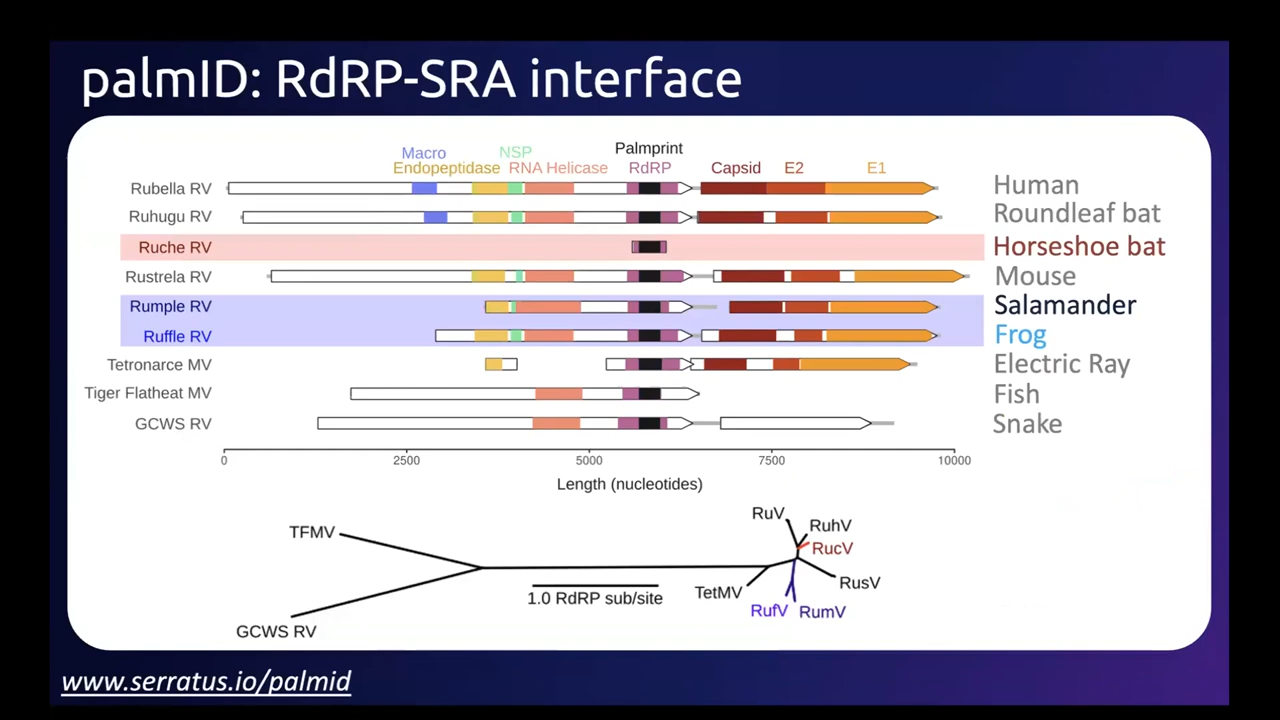 palmID: RdRP-SRA interface
Macro NSP Palmprint
Endopeptidase RNA Helicase RdRP Capsid E2 E1
Rubella RV Human
Ruhugu RV Roundleaf bat
Ruche RV Horseshoe bat
Rustrela RV Mouse
Rumple RV Salamander
Ruffle RV Frog
Tetronarce MV Electric Ray
Tiger Flatheat MV Fish
GCWS RV Snake
0 2500 5000 7500 10000
Length (nucleotides)
TFMV
GCWS RV
1.0 RdRP sub/site
RuV
RuhV
RucV
RusV
TetMV
RufV
RumV
www.serratus.io/palmid